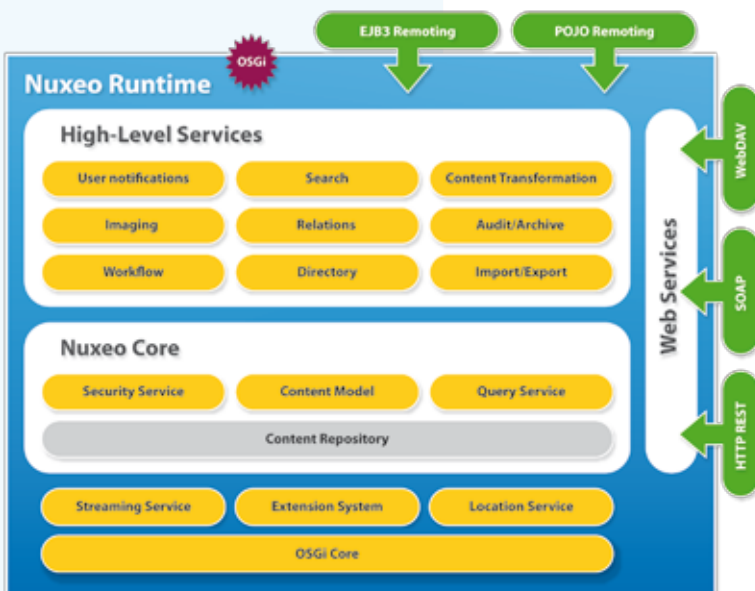 EJB3 Remoting
POJO Remoting
OSGi
Nuxeo Runtime
High-Level Services
User notifications
Search
Content Transformation
Imaging
Relations
Audit/Archive
Workflow
Directory
Import/Export
Nuxeo Core
Security Service
Content Model
Query Service
Content Repository
Streaming Service
Extension System
Location Service
OSGi Core
Web Services
WebDAV
SOAP
HTTP REST